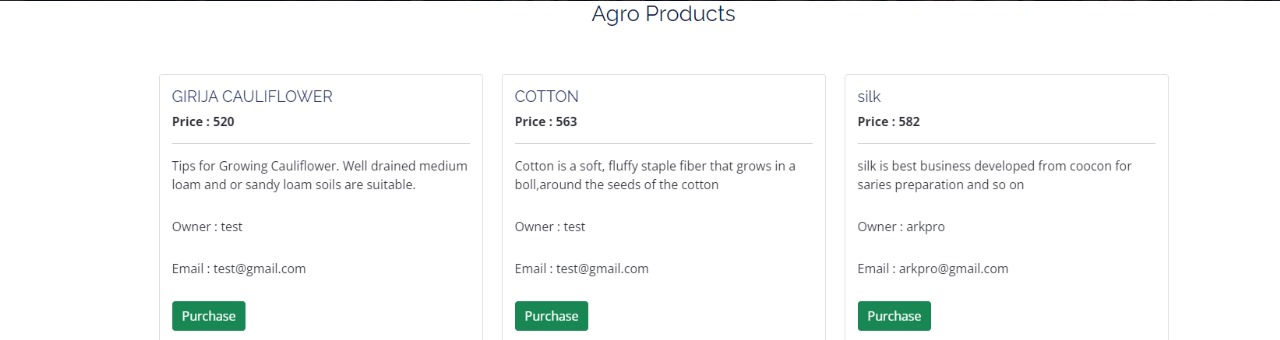 Agro Products
GIRIJA CAULIFLOWER
Price : 520
Tips for Growing Cauliflower. Well drained medium
loam and or sandy loam soils are suitable.
Owner : test
Email : test@gmail.com
Purchase
COTTON
Price : 563
Cotton is a soft, fluffy staple fiber that grows in a
boll,around the seeds of the cotton
Owner : test
Email : test@gmail.com
Purchase
silk
Price : 582
silk is best business developed from coocon for
saries preparation and so on
Owner : arkpro
Email : arkpro@gmail.com
Purchase